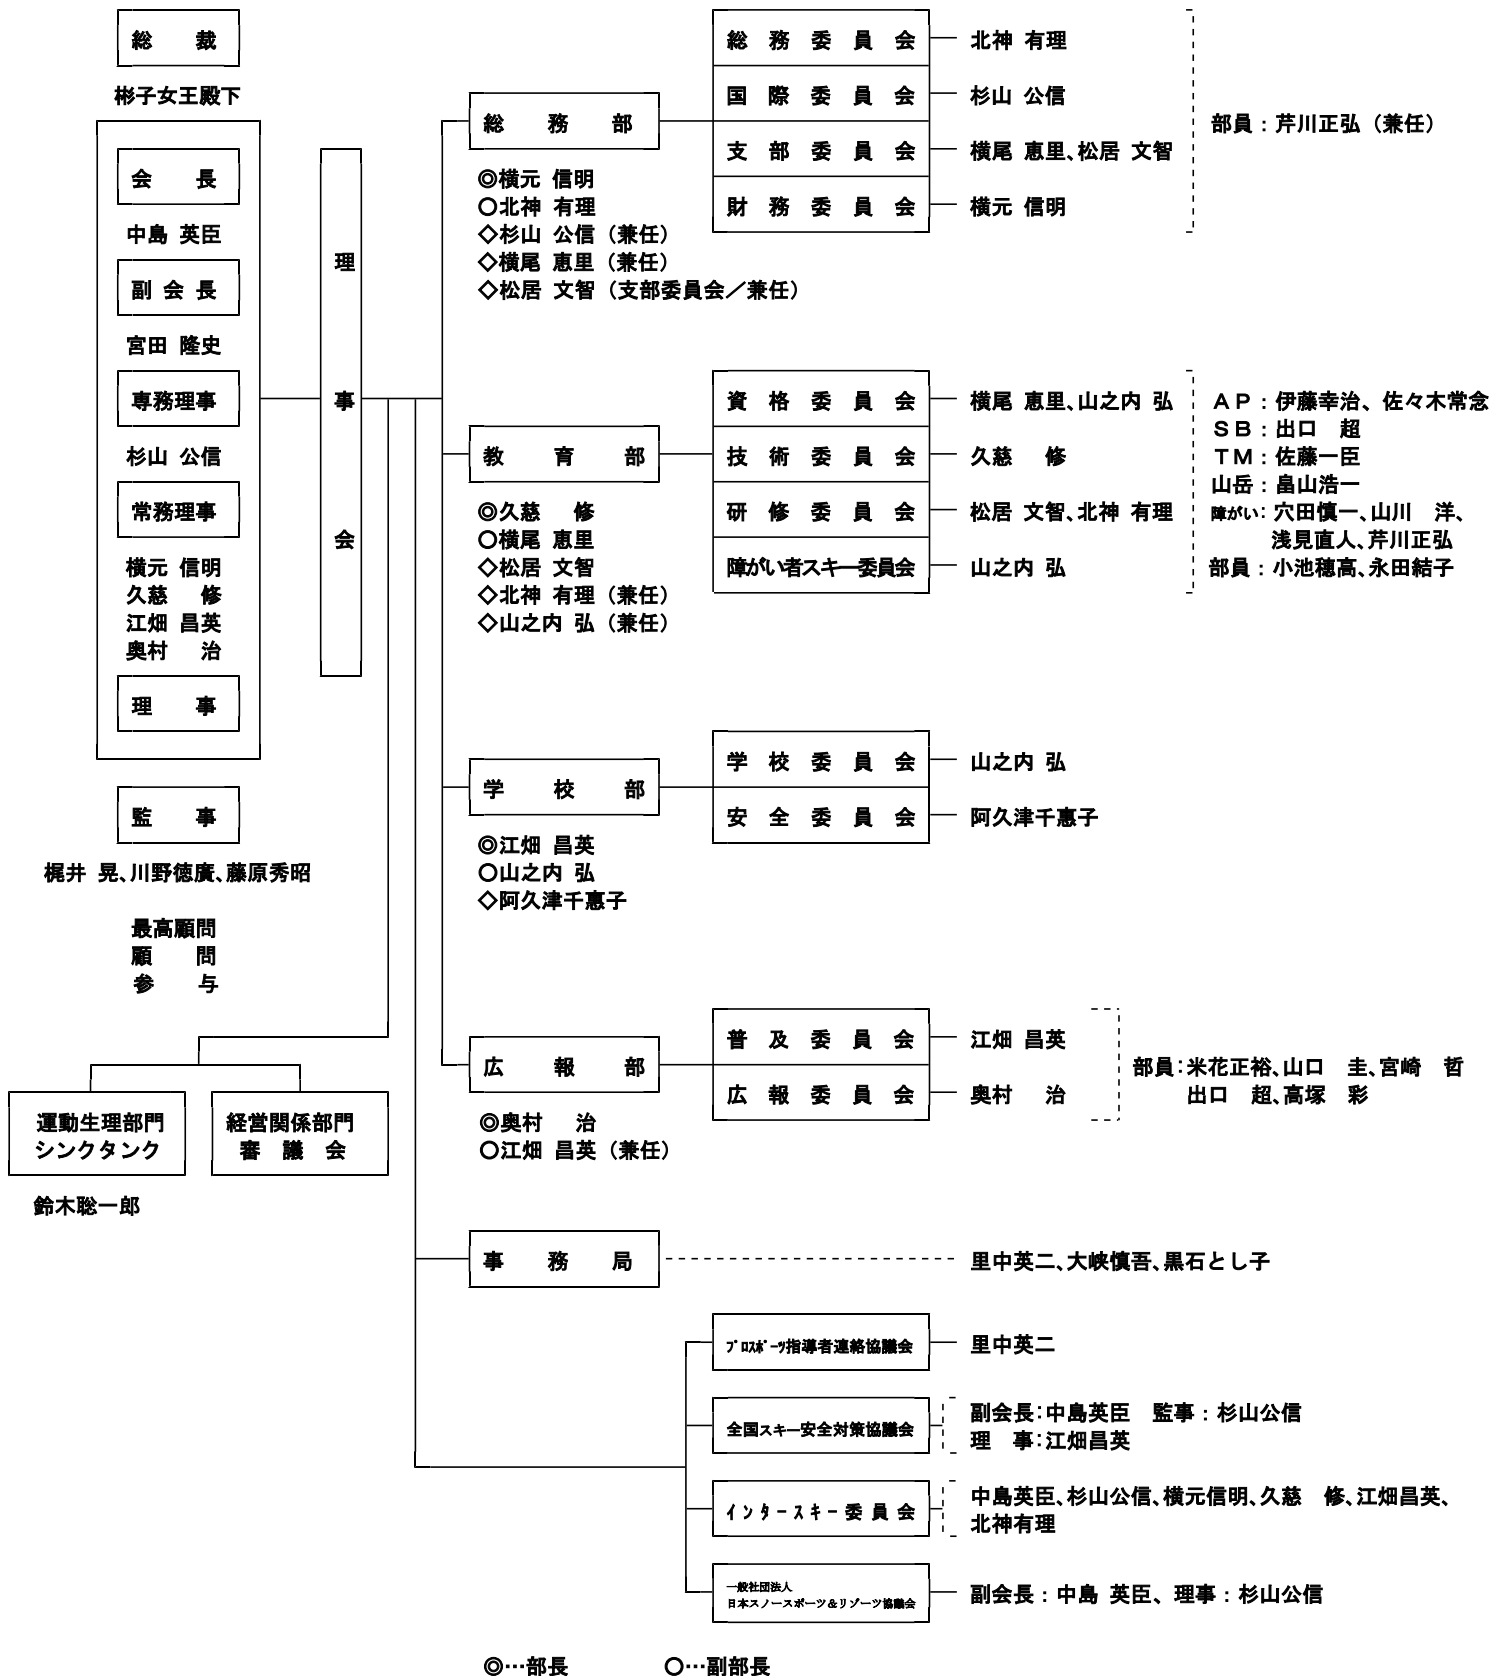 総　裁
彬子女王殿下
会　長
中島 英臣
副 会 長
宮田 隆史
専務理事
杉山 公信
常務理事
横元 信明
久慈　修
江畑 昌英
奥村　治
理　事
監　事
梶井 晃、川野徳廣、藤原秀昭
最高顧問
顧　問
参　与
理事会
運動生理部門
シンクタンク
鈴木聡一郎
経営関係部門
審 議 会
総　務　部
◎横元 信明
○北神 有理
◇杉山 公信（兼任）
◇横尾 恵里（兼任）
◇松居 文智（支部委員会／兼任）
総 務 委 員 会　北神 有理
国 際 委 員 会　杉山 公信
支 部 委 員 会　横尾 恵里、松居 文智
財 務 委 員 会　横元 信明
部員：芹川正弘（兼任）
教　育　部
◎久慈　修
○横尾 恵里
◇松居 文智
◇北神 有理（兼任）
◇山之内 弘（兼任）
資 格 委 員 会　横尾 恵里、山之内 弘
技 術 委 員 会　久慈　修
研 修 委 員 会　松居 文智、北神 有理
障がい者スキー委員会　山之内 弘
ＡＰ：伊藤幸治、佐々木常念
ＳＢ：出口　超
ＴＭ：佐藤一臣
山岳：畠山浩一
障がい：穴田慎一、山川　洋、
浅見直人、芹川正弘
部員：小池穂高、永田結子
学　校　部
◎江畑 昌英
○山之内 弘
◇阿久津千恵子
学 校 委 員 会　山之内 弘
安 全 委 員 会　阿久津千惠子
広　報　部
◎奥村　治
○江畑 昌英（兼任）
普 及 委 員 会　江畑 昌英
広 報 委 員 会　奥村　治
部員：米花正裕、山口　圭、宮崎　哲
出口　超、高塚　彩
事　務　局　里中英二、大峡慎吾、黒石とし子
ﾌﾟﾛｽﾎﾟｰﾂ指導者連絡協議会　里中英二
全国スキー安全対策協議会
副会長：中島英臣　監事：杉山公信
理　事：江畑昌英
インタースキー委員会
中島英臣、杉山公信、横元信明、久慈　修、江畑昌英、
北神有理
一般社団法人
日本スノースポーツ＆リゾーツ協議会
副会長：中島 英臣、理事：杉山公信
◎…部長　○…副部長